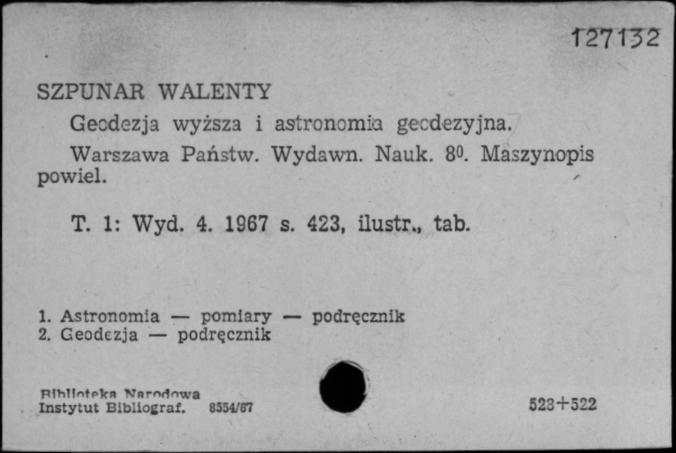 127132
SZPUNAR WALENTY
Geodezja wyższa i astronomia geodezyjna.
Warszawa Państw. Wydawn. Nauk. 8⁰. Maszynopis
powiel.
T. 1: Wyd. 4. 1967 s. 423, ilustr., tab.
1. Astronomia — pomiary — podręcznik
2. Geodezja — podręcznik
Biblioteka Narodowa
Instytut Bibliograf. 8554/67
523+522